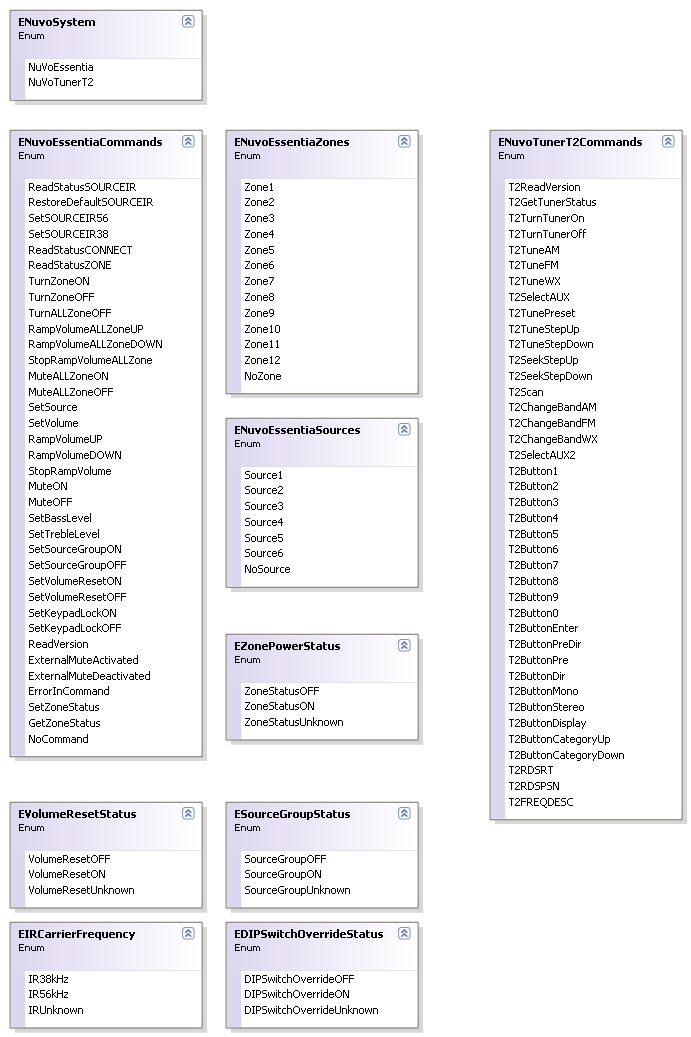 ENuvoSystem
Enum
NuVoEssentia
NuVoTunerT2
ENuvoEssentiaCommands
Enum
ReadStatusSOURCEIR
RestoreDefaultSOURCEIR
SetSOURCEIR56
SetSOURCEIR38
ReadStatusCONNECT
ReadStatusZONE
TurnZoneON
TurnZoneOFF
TurnALLZoneOFF
RampVolumeALLZoneUP
RampVolumeALLZoneDOWN
StopRampVolumeALLZone
MuteALLZoneON
MuteALLZoneOFF
SetSource
SetVolume
RampVolumeUP
RampVolumeDOWN
StopRampVolume
MuteON
MuteOFF
SetBassLevel
SetTrebleLevel
SetSourceGroupON
SetSourceGroupOFF
SetVolumeResetON
SetVolumeResetOFF
SetKeypadLockON
SetKeypadLockOFF
ReadVersion
ExternalMuteActivated
ExternalMuteDeactivated
ErrorInCommand
SetZoneStatus
GetZoneStatus
NoCommand
ENuvoEssentiaZones
Enum
Zone1
Zone2
Zone3
Zone4
Zone5
Zone6
Zone7
Zone8
Zone9
Zone10
Zone11
Zone12
NoZone
ENuvoEssentiaSources
Enum
Source1
Source2
Source3
Source4
Source5
Source6
NoSource
EZonePowerStatus
Enum
ZoneStatusOFF
ZoneStatusON
ZoneStatusUnknown
ENuvoTunerT2Commands
Enum
T2ReadVersion
T2GetTunerStatus
T2TurnTunerOn
T2TurnTunerOff
T2TuneAM
T2TuneFM
T2TuneWX
T2SelectAUX
T2TunePreset
T2TuneStepUp
T2TuneStepDown
T2SeekStepUp
T2SeekStepDown
T2Scan
T2ChangeBandAM
T2ChangeBandFM
T2ChangeBandWX
T2SelectAUX2
T2Button1
T2Button2
T2Button3
T2Button4
T2Button5
T2Button6
T2Button7
T2Button8
T2Button9
T2Button0
T2ButtonEnter
T2ButtonPreDir
T2ButtonPre
T2ButtonDir
T2ButtonMono
T2ButtonStereo
T2ButtonDisplay
T2ButtonCategoryUp
T2ButtonCategoryDown
T2RDSRT
T2RDSPSN
T2FREQDESC
EVolumeResetStatus
Enum
VolumeResetOFF
VolumeResetON
VolumeResetUnknown
ESourceGroupStatus
Enum
SourceGroupOFF
SourceGroupON
SourceGroupUnknown
EIRCarrierFrequency
Enum
IR38kHz
IR56kHz
IRUnknown
EDIPSwitchOverrideStatus
Enum
DIPSwitchOverrideOFF
DIPSwitchOverrideON
DIPSwitchOverrideUnknown